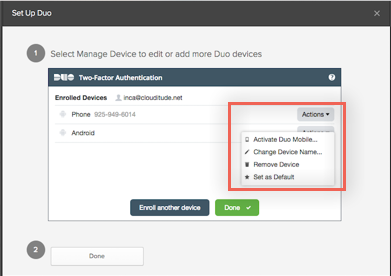 Set Up Duo
×
1 Select Manage Device to edit or add more Duo devices
DUO Two-Factor Authentication ?
Enrolled Devices inca@clouditude.net
Phone 925-949-6014 Actions
Android Actions
Activate Duo Mobile...
Change Device Name...
Remove Device
Set as Default
Enroll another device Done
2 Done